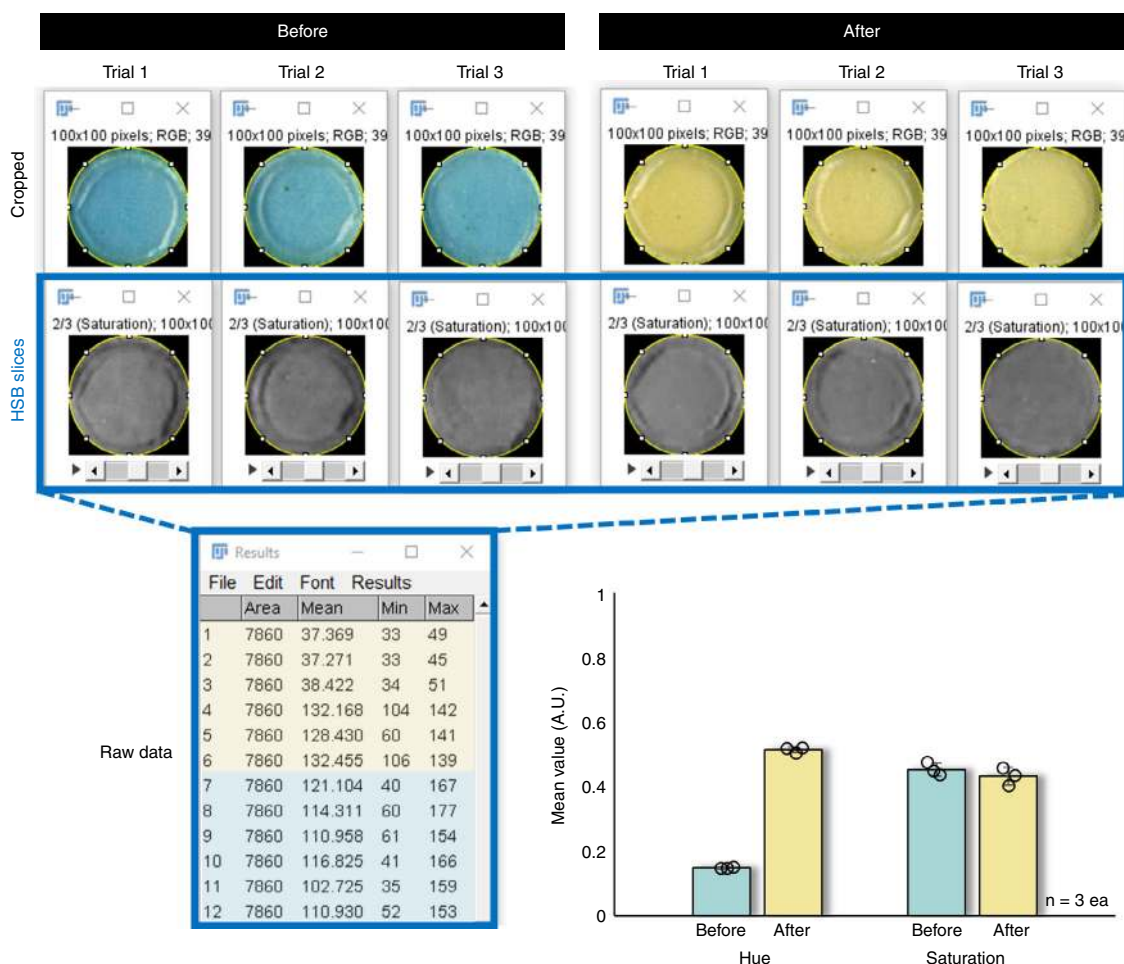 Before
After
Trial 1
Trial 2
Trial 3
Trial 1
Trial 2
Trial 3
Cropped
100x100 pixels; RGB; 39
100x100 pixels; RGB; 39
100x100 pixels; RGB; 39
100x100 pixels; RGB; 39
100x100 pixels; RGB; 39
100x100 pixels; RGB; 39
HSB slices
2/3 (Saturation); 100x100
2/3 (Saturation); 100x100
2/3 (Saturation); 100x100
2/3 (Saturation); 100x100
2/3 (Saturation); 100x100
2/3 (Saturation); 100x100
Raw data
Results
File Edit Font Results
Area Mean Min Max
1 7860 37.369 33 49
2 7860 37.271 33 45
3 7860 38.422 34 51
4 7860 132.168 104 142
5 7860 128.430 60 141
6 7860 132.455 106 139
7 7860 121.104 40 167
8 7860 114.311 60 177
9 7860 110.958 61 154
10 7860 116.825 41 166
11 7860 102.725 35 159
12 7860 110.930 52 153
Mean value (A.U.)
1
0.8
0.6
0.4
0.2
0
n = 3 ea
Before After Before After
Hue Saturation